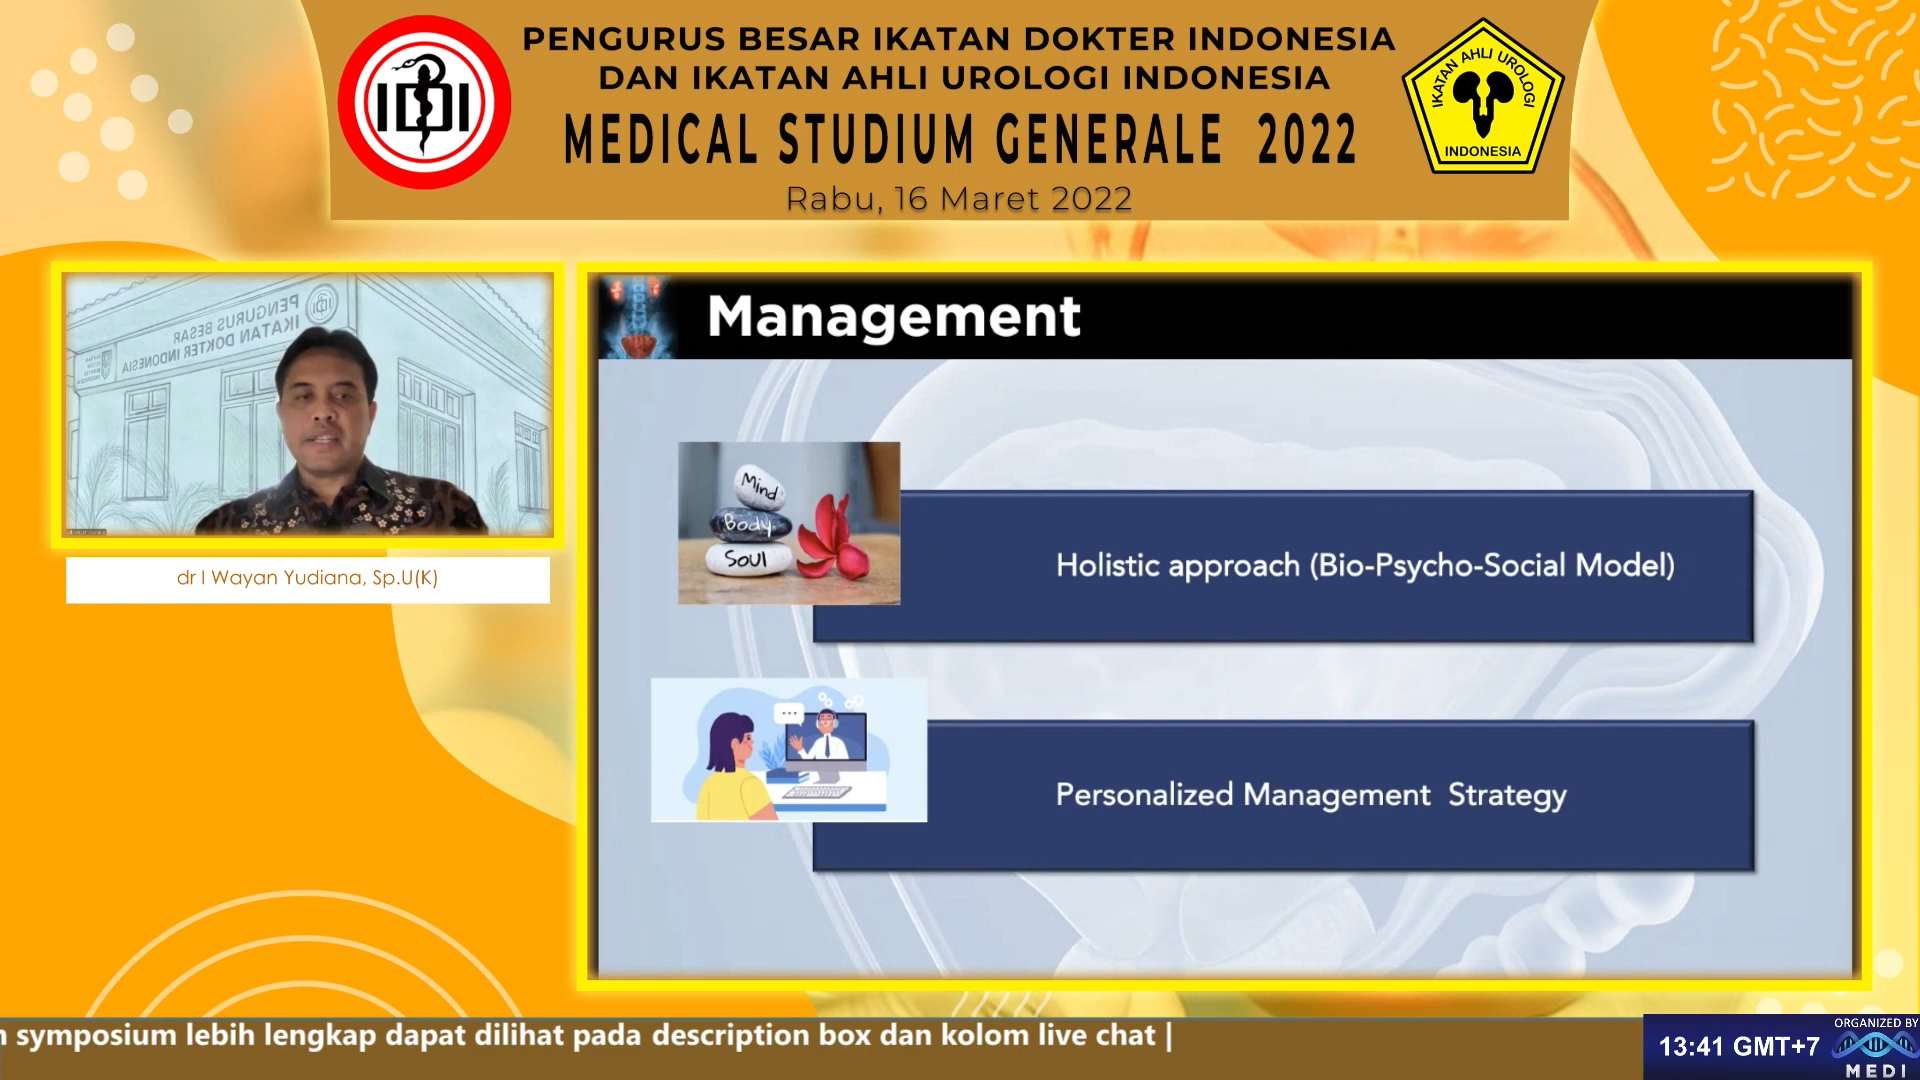 PENGURUS BESAR IKATAN DOKTER INDONESIA
DAN IKATAN AHLI UROLOGI INDONESIA
MEDICAL STUDIUM GENERALE 2022
Rabu, 16 Maret 2022
IDI
IKATAN AHLI UROLOGI
INDONESIA
PENGURUS BESAR
IKATAN DOKTER INDONESIA
dr I Wayan Yudiana, Sp.U(K)
Management
Mind
Body
Soul
Holistic approach (Bio-Psycho-Social Model)
Personalized Management  Strategy
symposium lebih lengkap dapat dilihat pada description box dan kolom live chat |
13:41 GMT+7
ORGANIZED BY
MEDI